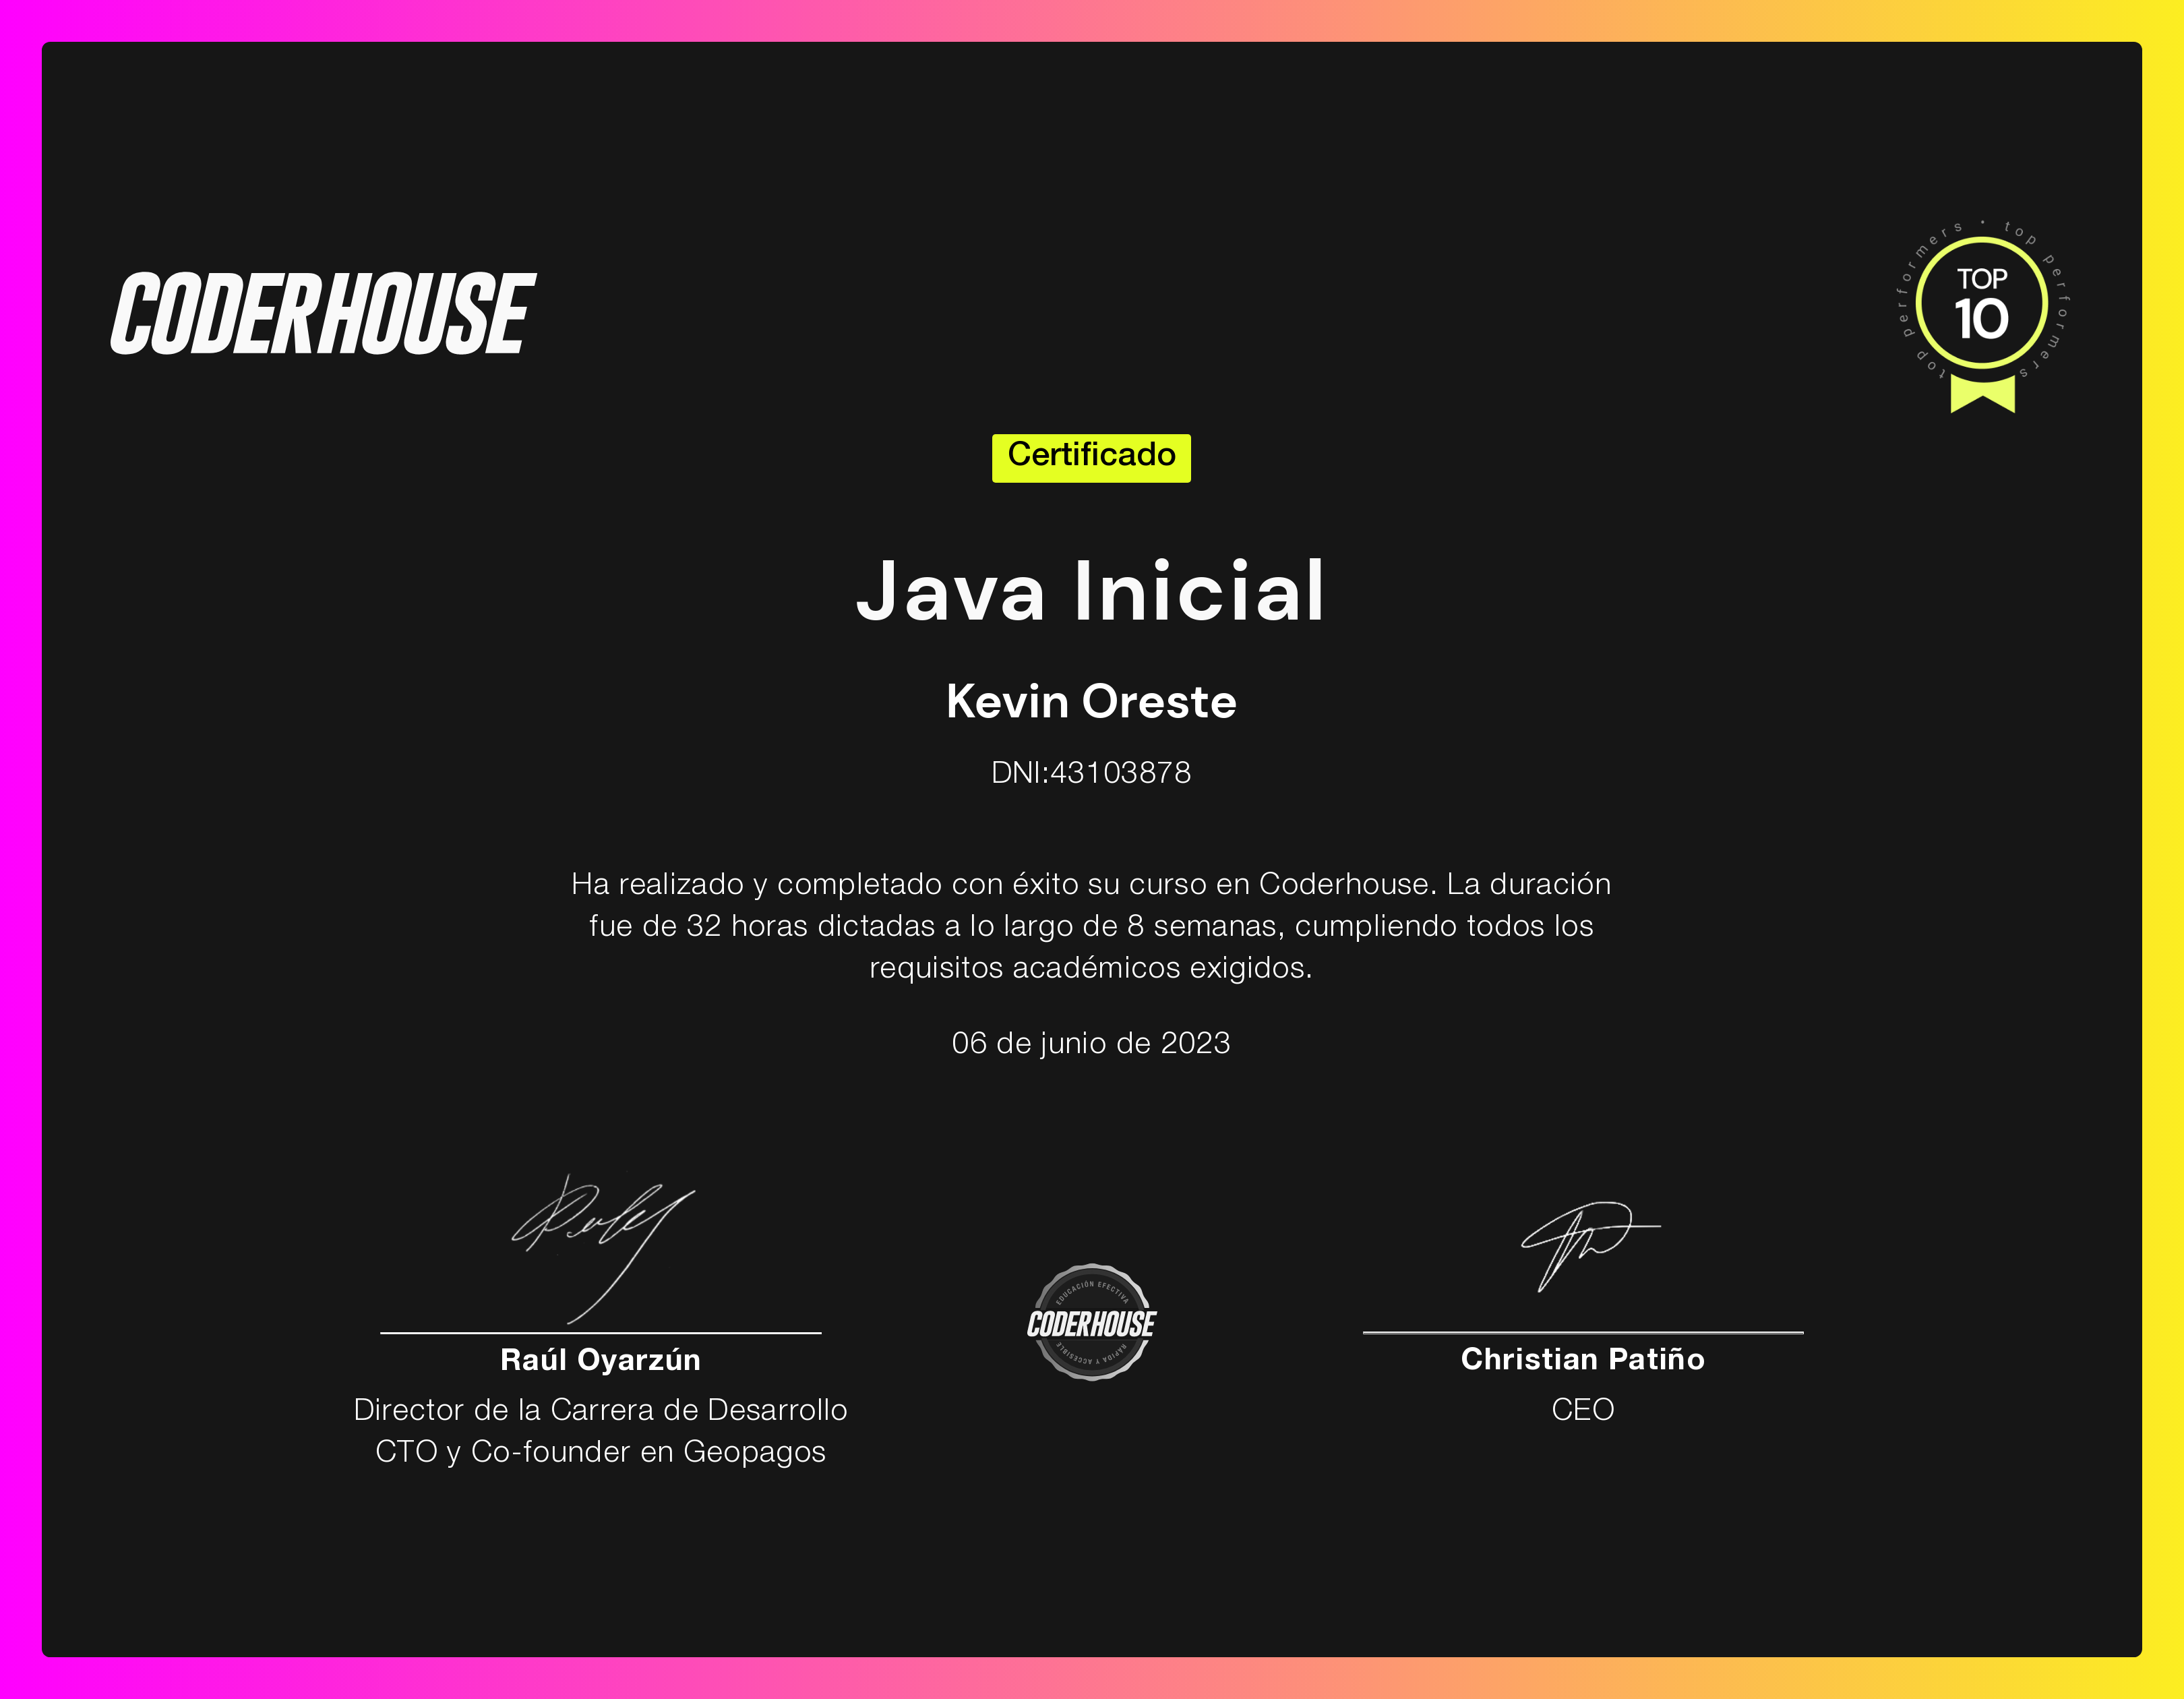 CODERHOUSE
top performers • top performers
TOP
10
Certificado
Java Inicial
Kevin Oreste
DNI:43103878
Ha realizado y completado con éxito su curso en Coderhouse. La duración
fue de 32 horas dictadas a lo largo de 8 semanas, cumpliendo todos los
requisitos académicos exigidos.
06 de junio de 2023
EDUCACIÓN EFECTIVA
CODERHOUSE
RAPIDA Y ACCESIBLE
Raúl Oyarzún
Director de la Carrera de Desarrollo
CTO y Co-founder en Geopagos
Christian Patiño
CEO